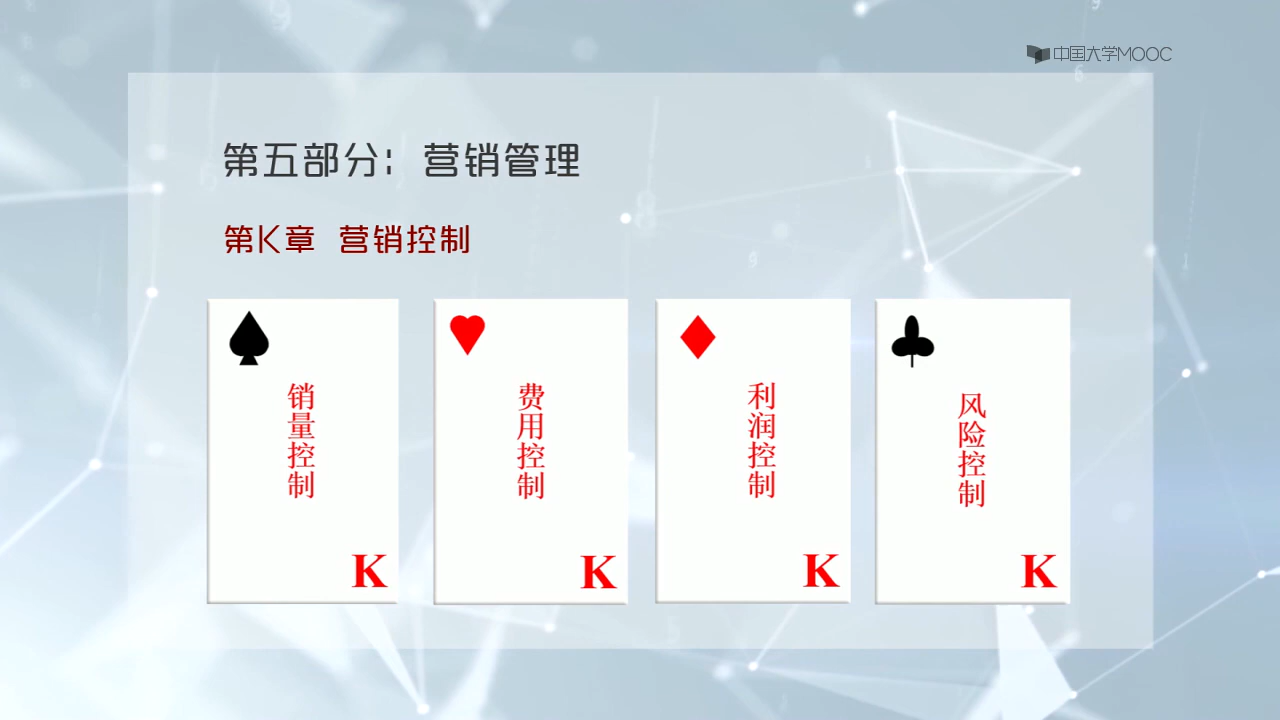 中国大学MOOC
第五部分：营销管理
第K章 营销控制
销量控制
K
费用控制
K
利润控制
K
风险控制
K